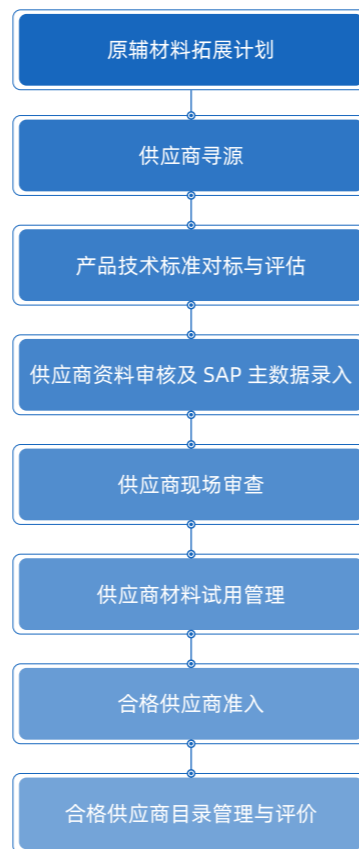 原辅材料拓展计划
供应商寻源
产品技术标准对标与评估
供应商资料审核及 SAP 主数据录入
供应商现场审查
供应商材料试用管理
合格供应商准入
合格供应商目录管理与评价